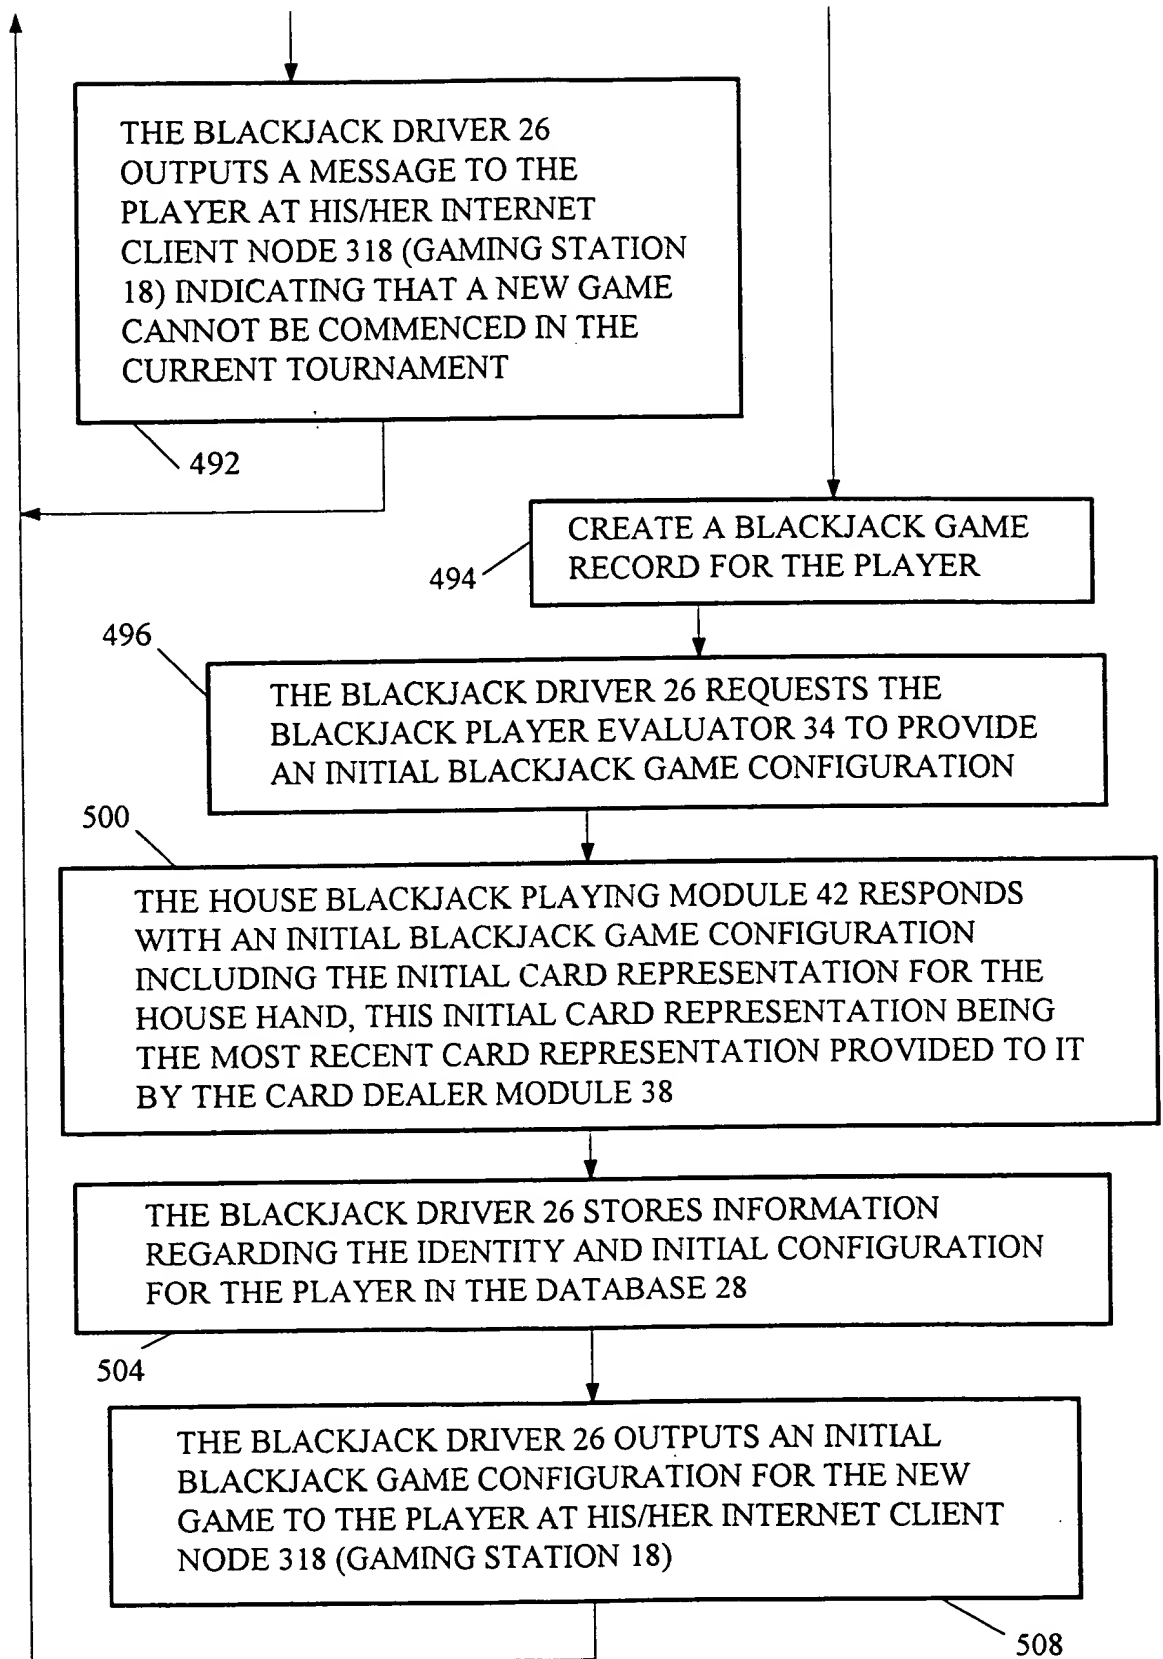 THE BLACKJACK DRIVER 26
OUTPUTS A MESSAGE TO THE
PLAYER AT HIS/HER INTERNET
CLIENT NODE 318 (GAMING STATION
18) INDICATING THAT A NEW GAME
CANNOT BE COMMENCED IN THE
CURRENT TOURNAMENT
492
CREATE A BLACKJACK GAME
RECORD FOR THE PLAYER
494
496
THE BLACKJACK DRIVER 26 REQUESTS THE
BLACKJACK PLAYER EVALUATOR 34 TO PROVIDE
AN INITIAL BLACKJACK GAME CONFIGURATION
500
THE HOUSE BLACKJACK PLAYING MODULE 42 RESPONDS
WITH AN INITIAL BLACKJACK GAME CONFIGURATION
INCLUDING THE INITIAL CARD REPRESENTATION FOR THE
HOUSE HAND, THIS INITIAL CARD REPRESENTATION BEING
THE MOST RECENT CARD REPRESENTATION PROVIDED TO IT
BY THE CARD DEALER MODULE 38
THE BLACKJACK DRIVER 26 STORES INFORMATION
REGARDING THE IDENTITY AND INITIAL CONFIGURATION
FOR THE PLAYER IN THE DATABASE 28
504
THE BLACKJACK DRIVER 26 OUTPUTS AN INITIAL
BLACKJACK GAME CONFIGURATION FOR THE NEW
GAME TO THE PLAYER AT HIS/HER INTERNET CLIENT
NODE 318 (GAMING STATION 18)
508